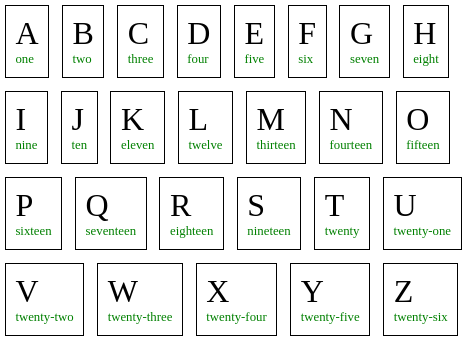 A B C D E F G H
one two three four five six seven eight
I J K L M N O
nine ten eleven twelve thirteen fourteen fifteen
P Q R S T U
sixteen seventeen eighteen nineteen twenty twenty-one
V W X Y Z
twenty-two twenty-three twenty-four twenty-five twenty-six